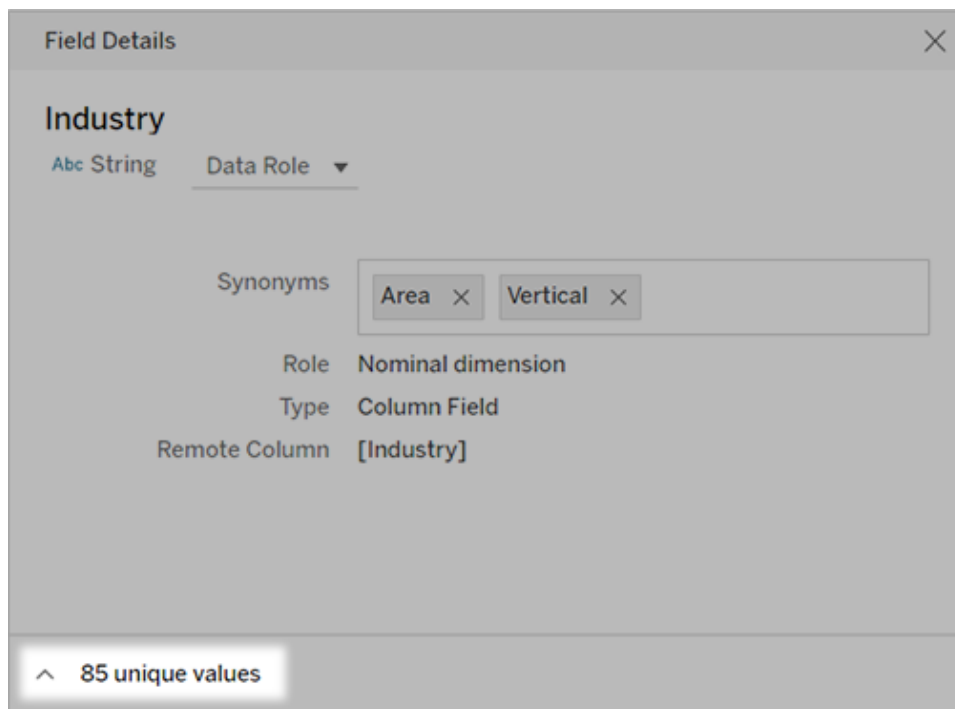 Field Details
Industry
Abc String Data Role
Synonyms Area Vertical
Role Nominal dimension
Type Column Field
Remote Column [Industry]
85 unique values